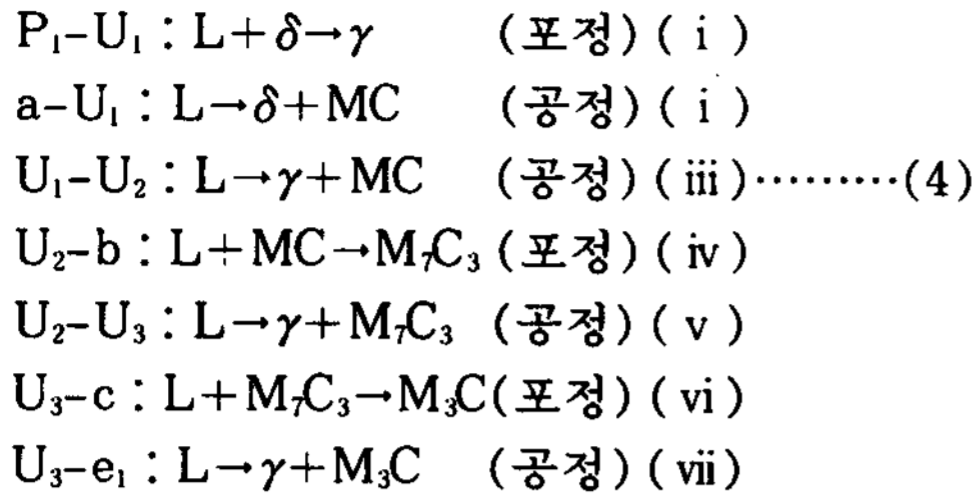 P₁-U₁ : L+δ→γ (포정) ( i )
a-U₁ : L→δ+MC (공정) ( i )
U₁-U₂ : L→γ+MC (공정) ( iii )·········(4)
U₂-b : L+MC→M₇C₃ (포정) ( iv )
U₂-U₃ : L→γ+M₇C₃ (공정) ( v )
U₃-c : L+M₇C₃→M₃C(포정) ( vi )
U₃-e₁ : L→γ+M₃C (공정) ( vii )